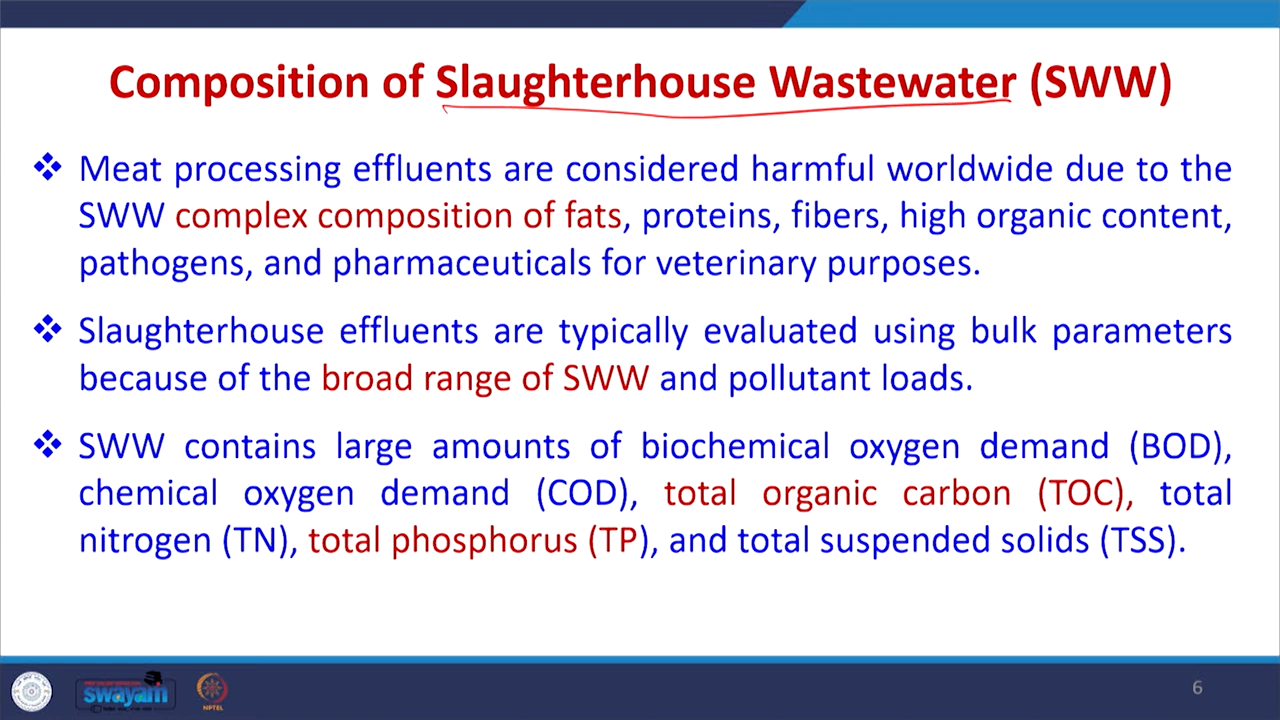 Composition of Slaughterhouse Wastewater (SWW)
❖ Meat processing effluents are considered harmful worldwide due to the
SWW complex composition of fats, proteins, fibers, high organic content,
pathogens, and pharmaceuticals for veterinary purposes.
❖ Slaughterhouse effluents are typically evaluated using bulk parameters
because of the broad range of SWW and pollutant loads.
❖ SWW contains large amounts of biochemical oxygen demand (BOD),
chemical oxygen demand (COD), total organic carbon (TOC), total
nitrogen (TN), total phosphorus (TP), and total suspended solids (TSS).
swayam
NPTEL
6